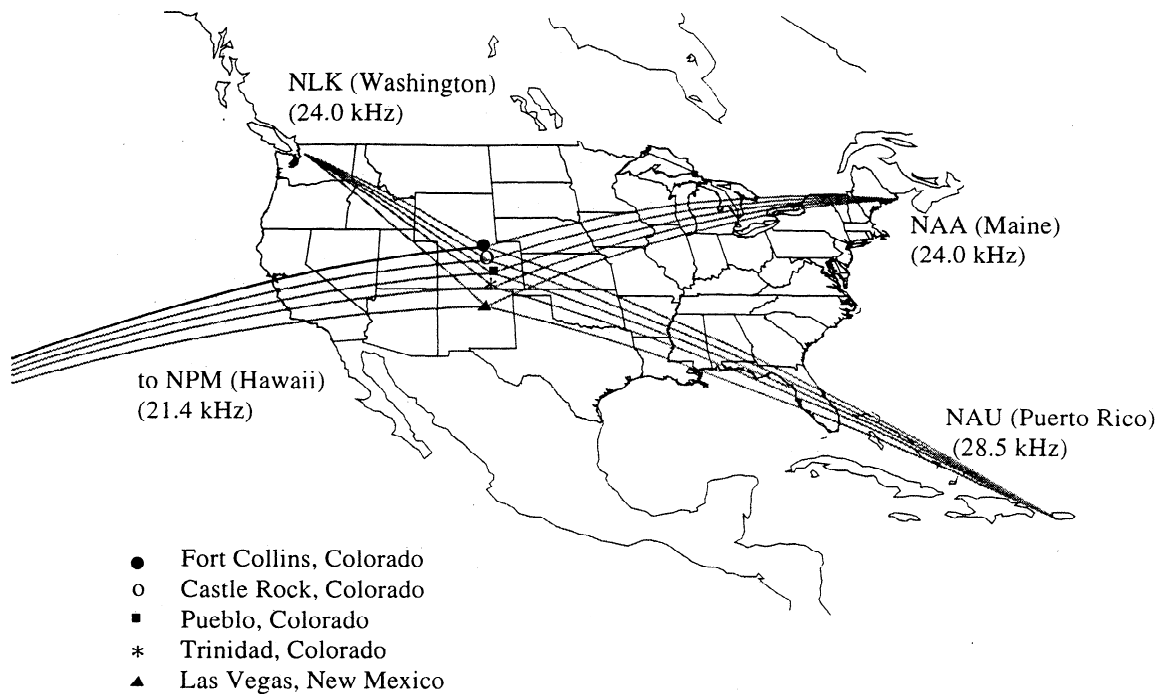 NLK (Washington)
(24.0 kHz)
NAA (Maine)
(24.0 kHz)
to NPM (Hawaii)
(21.4 kHz)
NAU (Puerto Rico)
(28.5 kHz)
Fort Collins, Colorado
Castle Rock, Colorado
Pueblo, Colorado
Trinidad, Colorado
Las Vegas, New Mexico